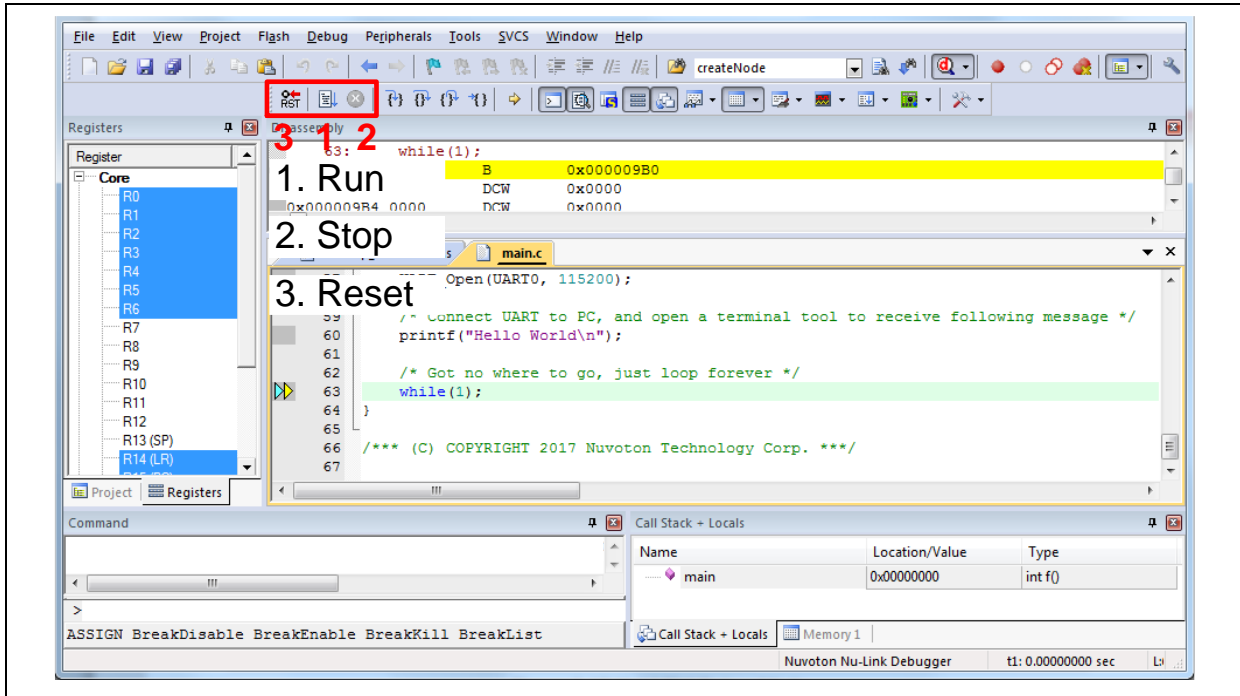 File Edit View Project Flash Debug Peripherals Tools SVCS Window Help
createNode
RST
Registers Disassembly
3 1 2
63: while(1);
Register
1. Run B 0x000009B0
Core
DCW 0x0000
R0
0x000009B4 0000 DCW 0x0000
R1
R2
2. Stop
R3
main.c
R4
Open(UART0, 115200);
R5
3. Reset
R6
59 /* Connect UART to PC, and open a terminal tool to receive following message */
R7
60 printf("Hello World\n");
R8
61
R9
62 /* Got no where to go, just loop forever */
R10
63 while(1);
R11
64 }
R12
65
R13 (SP)
66 /*** (C) COPYRIGHT 2017 Nuvoton Technology Corp. ***/
R14 (LR)
67
Project Registers
Command Call Stack + Locals
Name Location/Value Type
main 0x00000000 int f()
>
ASSIGN BreakDisable BreakEnable BreakKill BreakList
Call Stack + Locals Memory 1
Nuvoton Nu-Link Debugger t1: 0.00000000 sec